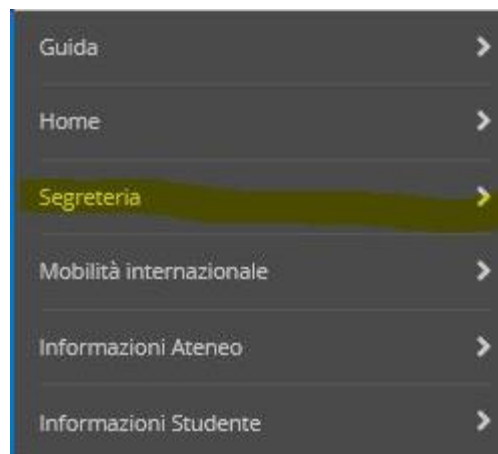 Guida
Home
Segreteria
Mobilità internazionale
Informazioni Ateneo
Informazioni Studente